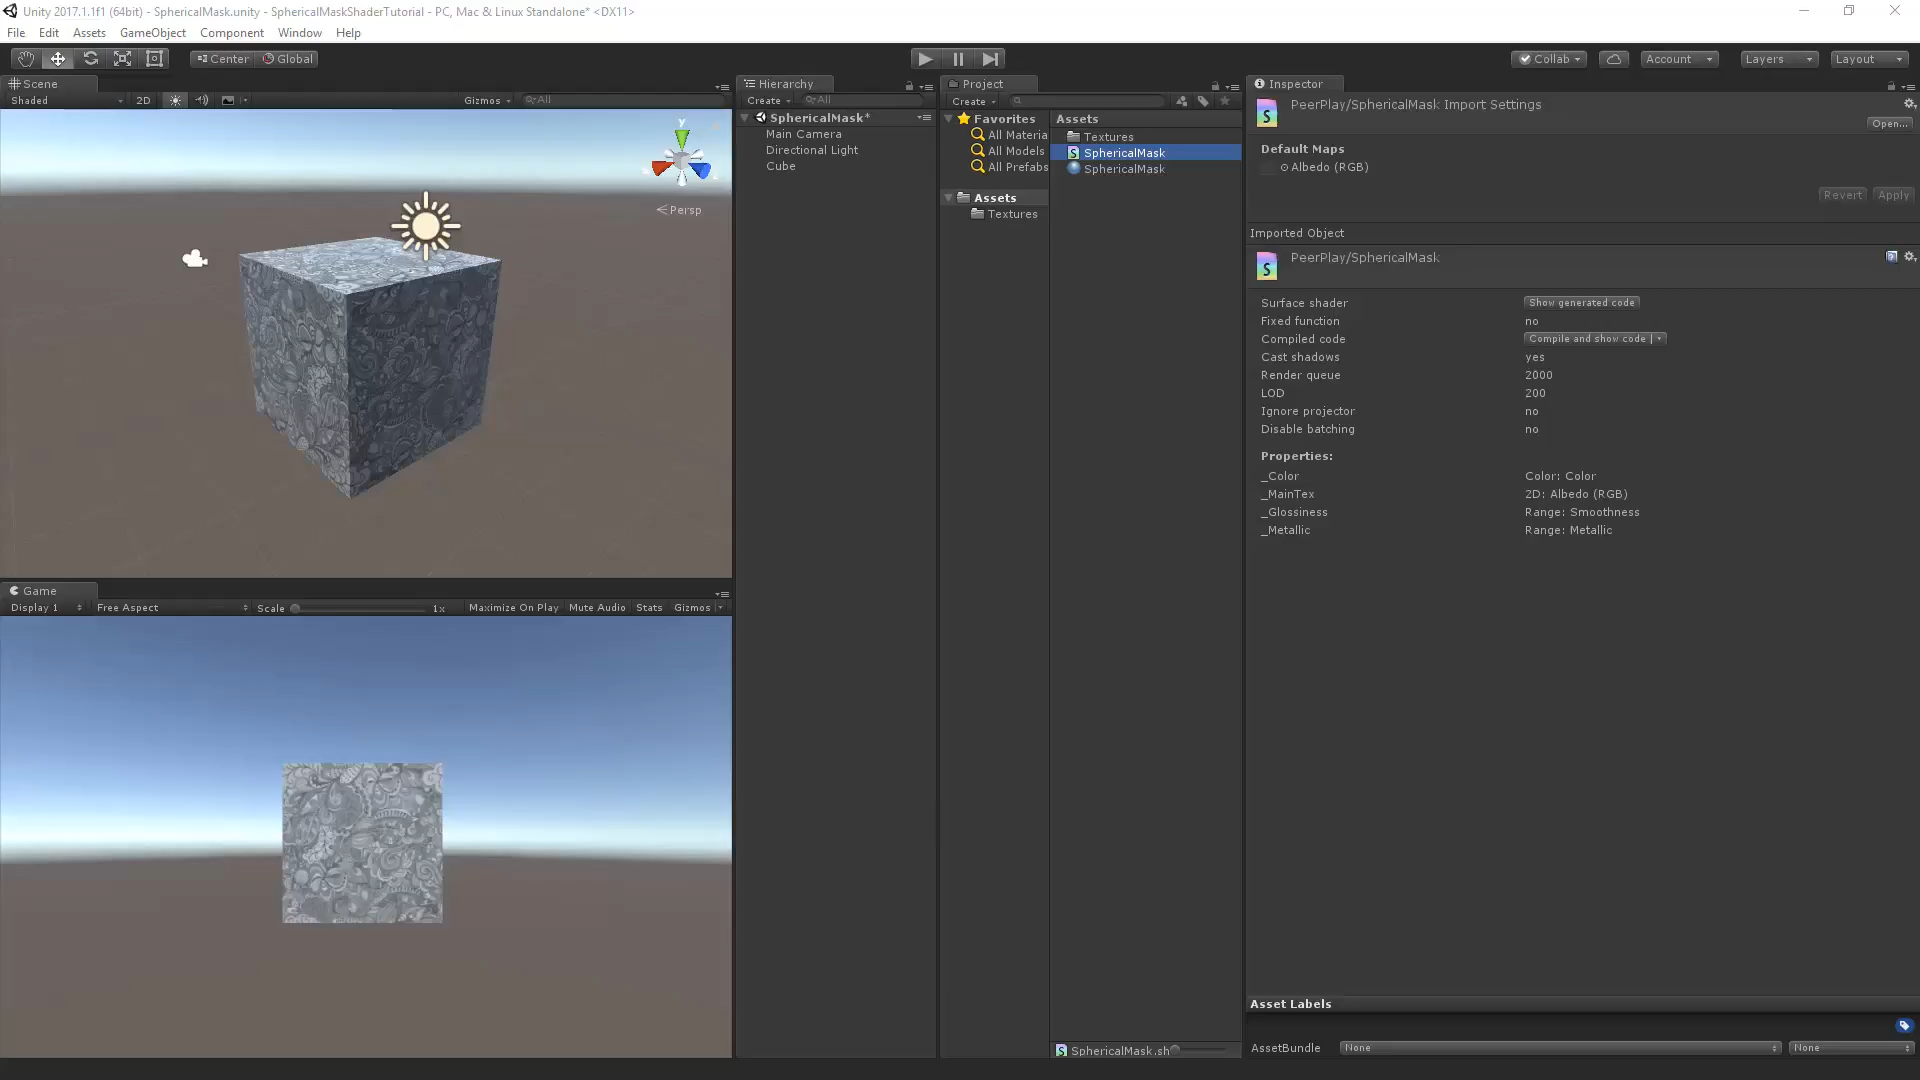 Unity 2017.1.1f1 (64bit) - SphericalMask.unity - SphericalMaskShaderTutorial - PC, Mac & Linux Standalone* <DX11>
File Edit Assets GameObject Component Window Help
Center Global Collab Account Layers Layout
Scene
Shaded 2D Gizmos All
y
Persp
Game
Display 1 Free Aspect Scale 1x Maximize On Play Mute Audio Stats Gizmos
Hierarchy
Create All
SphericalMask*
Main Camera
Directional Light
Cube
Project
Create
Favorites
All Materia
All Models
All Prefabs
Assets
Textures
Assets
Textures
SphericalMask
SphericalMask
SphericalMask.sh
Inspector
PeerPlay/SphericalMask Import Settings
Open...
Default Maps
Albedo (RGB)
Revert Apply
Imported Object
PeerPlay/SphericalMask
Surface shader Show generated code
Fixed function no
Compiled code Compile and show code
Cast shadows yes
Render queue 2000
LOD 200
Ignore projector no
Disable batching no
Properties:
_Color Color: Color
_MainTex 2D: Albedo (RGB)
_Glossiness Range: Smoothness
_Metallic Range: Metallic
Asset Labels
AssetBundle None None